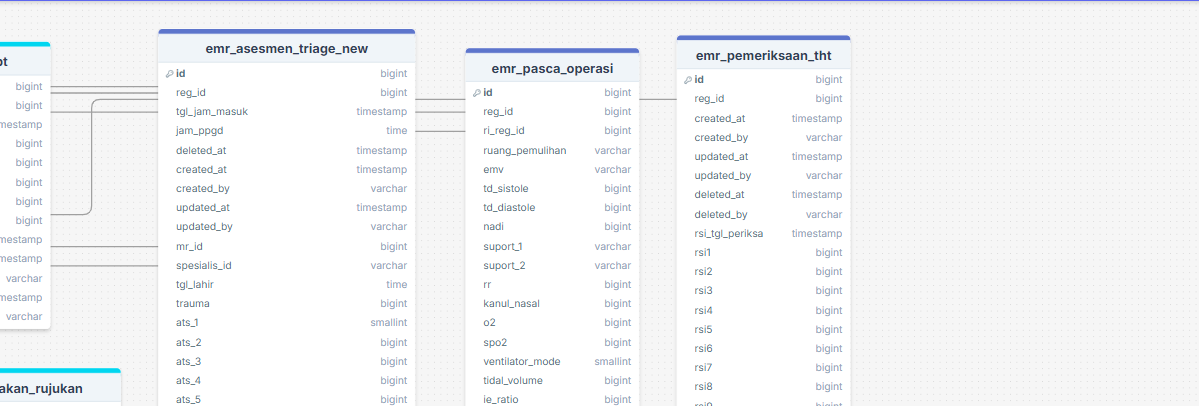 bigint
bigint
bigint
bigint
bigint
bigint
bigint
varchar
varchar
emr_asesmen_triage_new
id bigint
reg_id bigint
tgl_jam_masuk timestamp
jam_ppgd time
deleted_at timestamp
created_at timestamp
created_by varchar
updated_at timestamp
updated_by varchar
mr_id bigint
spesialis_id varchar
tgl_lahir time
trauma bigint
ats_1 smallint
ats_2 bigint
ats_3 bigint
ats_4 bigint
ats_5 bigint
emr_pasca_operasi
id bigint
reg_id bigint
ri_reg_id bigint
ruang_pemulihan varchar
emv varchar
td_sistole bigint
td_diastole bigint
nadi bigint
suport_1 varchar
suport_2 varchar
rr bigint
kanul_nasal bigint
o2 bigint
spo2 bigint
ventilator_mode smallint
tidal_volume bigint
ie_ratio bigint
emr_pemeriksaan_tht
id bigint
reg_id bigint
created_at timestamp
created_by varchar
updated_at timestamp
updated_by varchar
deleted_at timestamp
deleted_by varchar
rsi_tgl_periksa timestamp
rsi1 bigint
rsi2 bigint
rsi3 bigint
rsi4 bigint
rsi5 bigint
rsi6 bigint
rsi7 bigint
rsi8 bigint
bigint
akan_rujukan